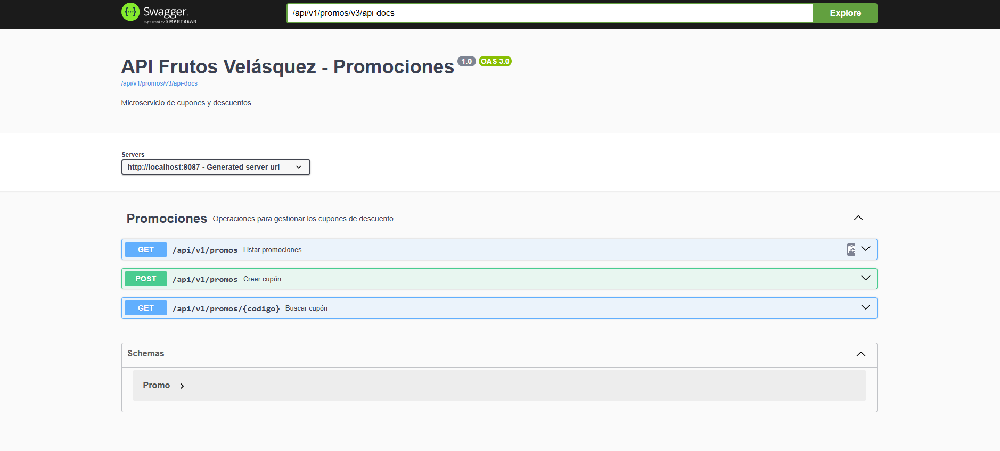 Swagger
Supported by SMARTBEAR
/api/v1/promos/v3/api-docs
Explore
API Frutos Velásquez - Promociones 1.0 OAS 3.0
/api/v1/promos/v3/api-docs
Microservicio de cupones y descuentos
Servers
http://localhost:8087 - Generated server url
Promociones Operaciones para gestionar los cupones de descuento
GET /api/v1/promos Listar promociones
POST /api/v1/promos Crear cupón
GET /api/v1/promos/{codigo} Buscar cupón
Schemas
Promo